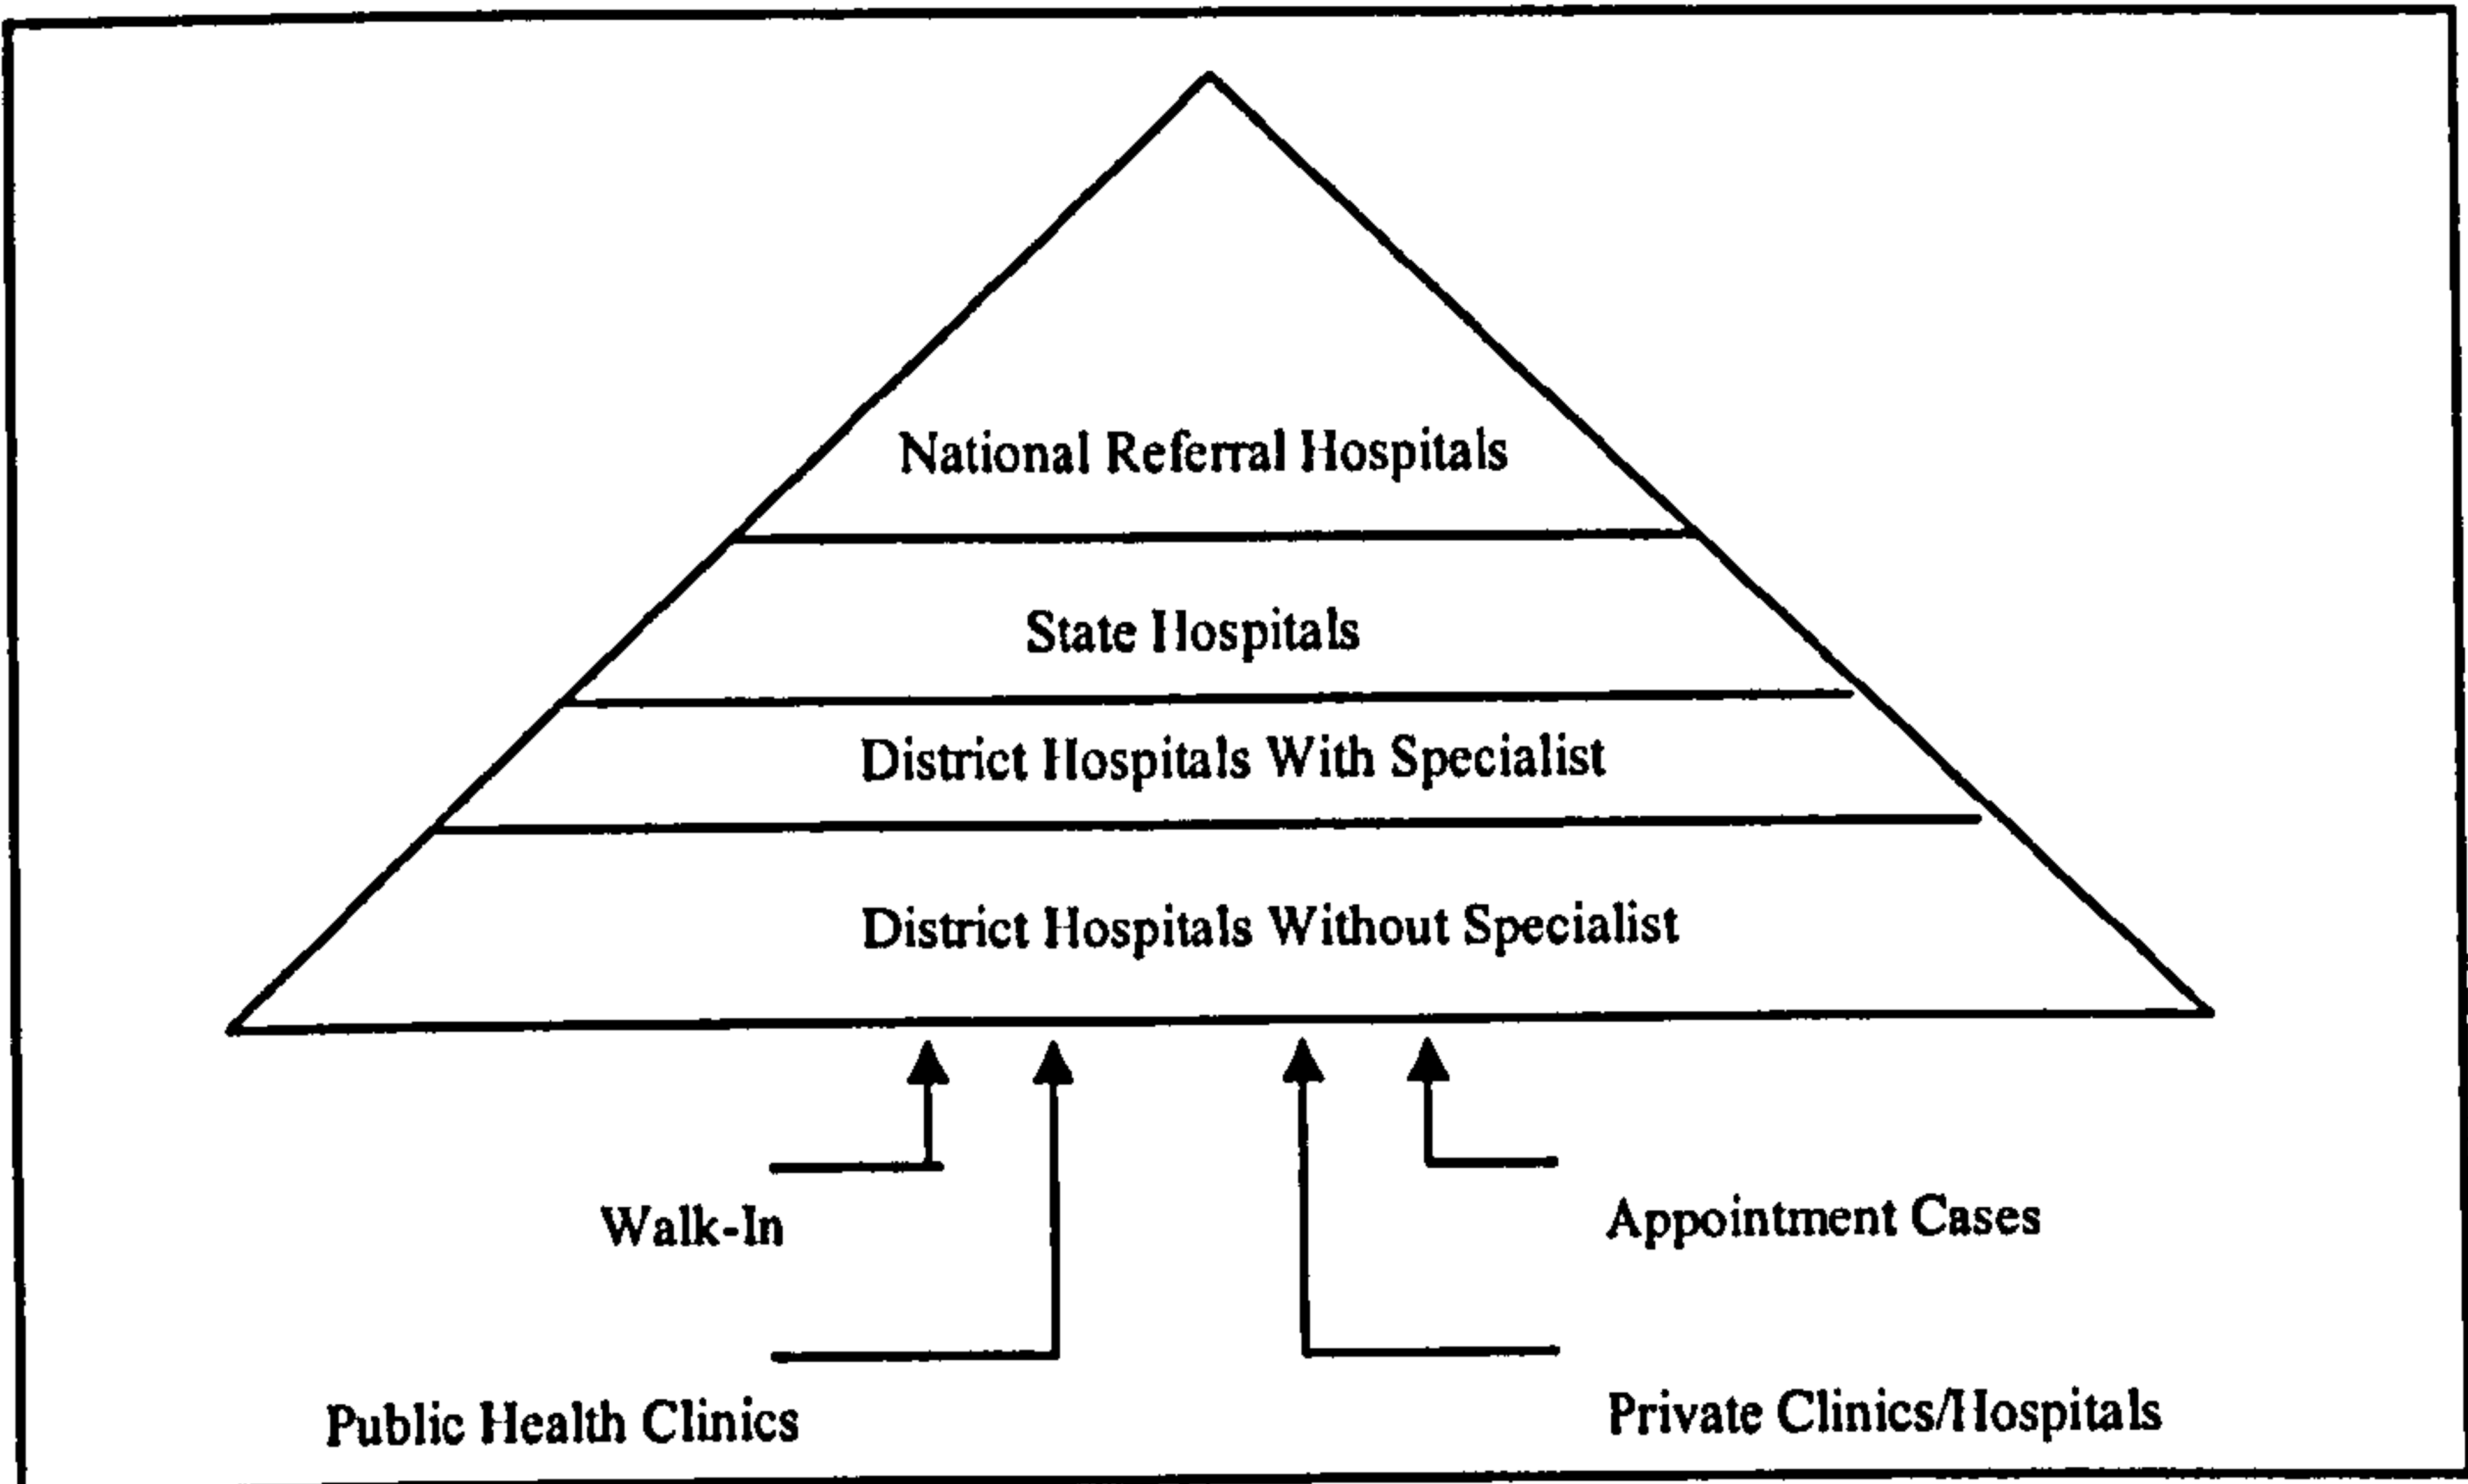 National Referral Hospitals
State Hospitals
District Hospitals With Specialist
District Hospitals Without Specialist
Walk-In
Appointment Cases
Public Health Clinics
Private Clinics/Hospitals